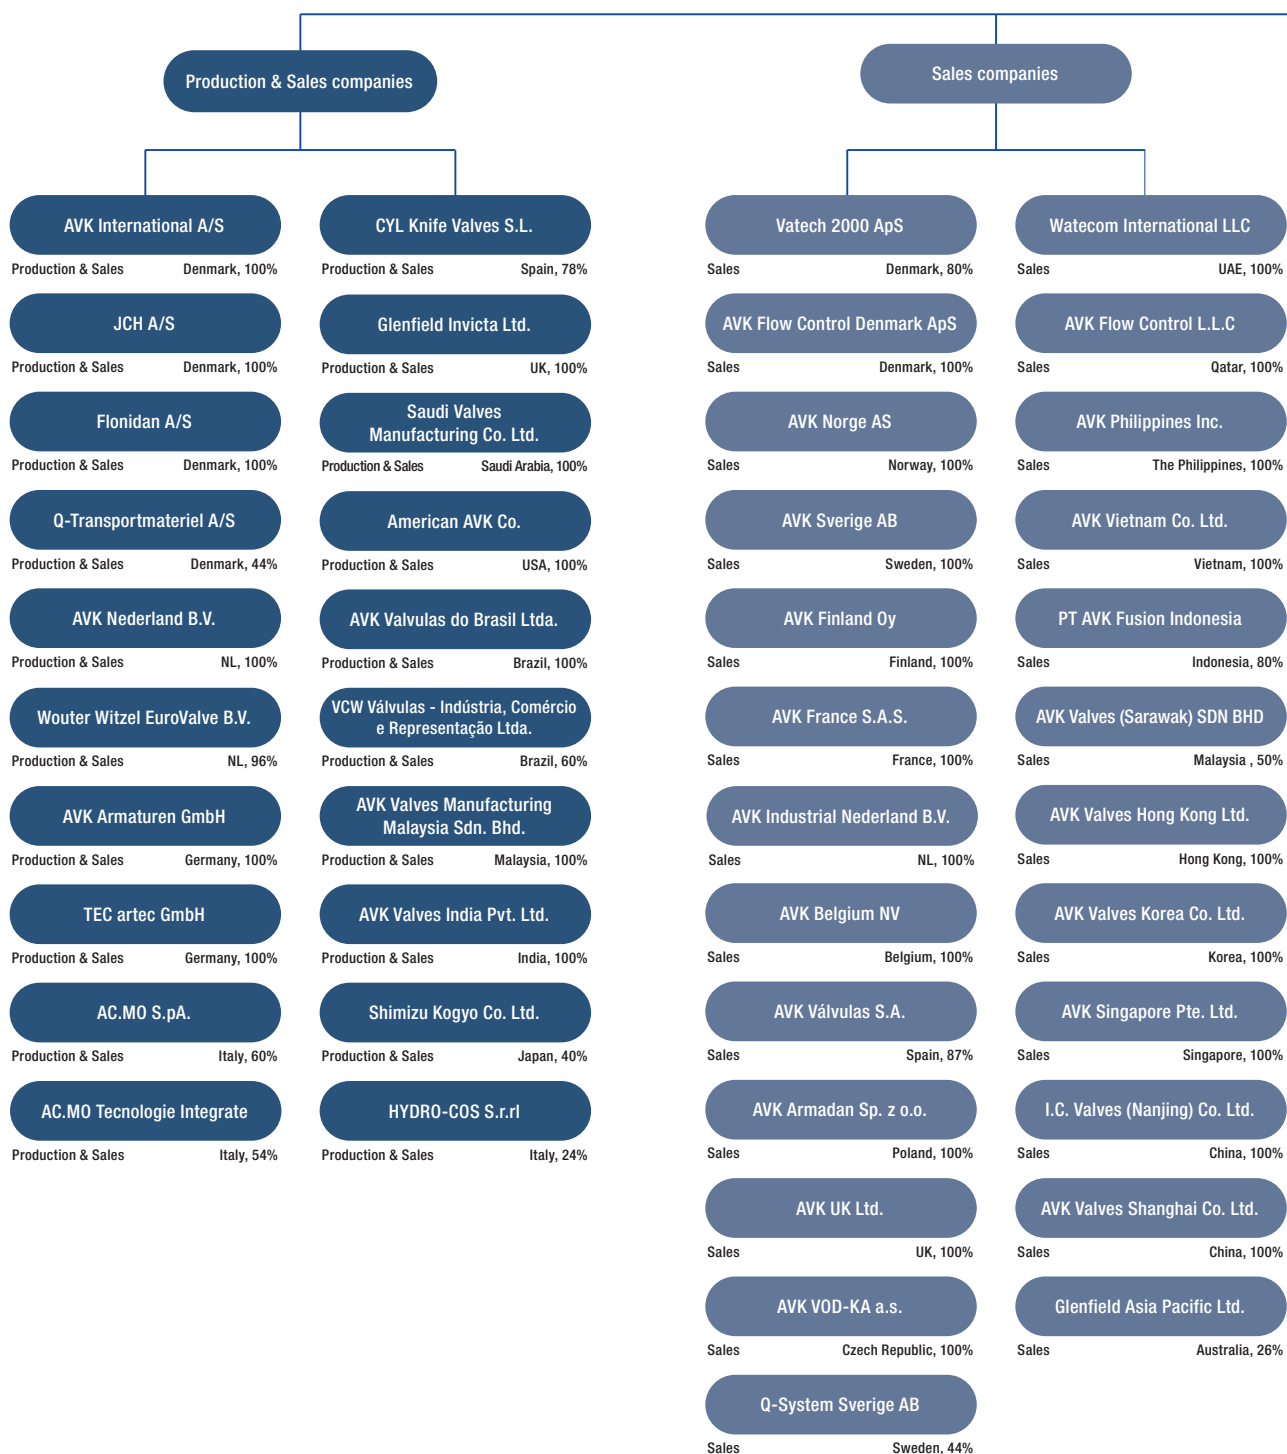 Production & Sales companies
AVK International A/S
Production & Sales Denmark, 100%
JCH A/S
Production & Sales Denmark, 100%
Flonidan A/S
Production & Sales Denmark, 100%
Q-Transportmateriel A/S
Production & Sales Denmark, 44%
AVK Nederland B.V.
Production & Sales NL, 100%
Wouter Witzel EuroValve B.V.
Production & Sales NL, 96%
AVK Armaturen GmbH
Production & Sales Germany, 100%
TEC artec GmbH
Production & Sales Germany, 100%
AC.MO S.pA.
Production & Sales Italy, 60%
AC.MO Tecnologie Integrate
Production & Sales Italy, 54%
CYL Knife Valves S.L.
Production & Sales Spain, 78%
Glenfield Invicta Ltd.
Production & Sales UK, 100%
Saudi Valves
Manufacturing Co. Ltd.
Production & Sales Saudi Arabia, 100%
American AVK Co.
Production & Sales USA, 100%
AVK Valvulas do Brasil Ltda.
Production & Sales Brazil, 100%
VCW Válvulas - Indústria, Comércio
e Representação Ltda.
Production & Sales Brazil, 60%
AVK Valves Manufacturing
Malaysia Sdn. Bhd.
Production & Sales Malaysia, 100%
AVK Valves India Pvt. Ltd.
Production & Sales India, 100%
Shimizu Kogyo Co. Ltd.
Production & Sales Japan, 40%
HYDRO-COS S.r.rl
Production & Sales Italy, 24%
Sales companies
Vatech 2000 ApS
Sales Denmark, 80%
AVK Flow Control Denmark ApS
Sales Denmark, 100%
AVK Norge AS
Sales Norway, 100%
AVK Sverige AB
Sales Sweden, 100%
AVK Finland Oy
Sales Finland, 100%
AVK France S.A.S.
Sales France, 100%
AVK Industrial Nederland B.V.
Sales NL, 100%
AVK Belgium NV
Sales Belgium, 100%
AVK Válvulas S.A.
Sales Spain, 87%
AVK Armadan Sp. z o.o.
Sales Poland, 100%
AVK UK Ltd.
Sales UK, 100%
AVK VOD-KA a.s.
Sales Czech Republic, 100%
Q-System Sverige AB
Sales Sweden, 44%
Watecom International LLC
Sales UAE, 100%
AVK Flow Control L.L.C
Sales Qatar, 100%
AVK Philippines Inc.
Sales The Philippines, 100%
AVK Vietnam Co. Ltd.
Sales Vietnam, 100%
PT AVK Fusion Indonesia
Sales Indonesia, 80%
AVK Valves (Sarawak) SDN BHD
Sales Malaysia , 50%
AVK Valves Hong Kong Ltd.
Sales Hong Kong, 100%
AVK Valves Korea Co. Ltd.
Sales Korea, 100%
AVK Singapore Pte. Ltd.
Sales Singapore, 100%
I.C. Valves (Nanjing) Co. Ltd.
Sales China, 100%
AVK Valves Shanghai Co. Ltd.
Sales China, 100%
Glenfield Asia Pacific Ltd.
Sales Australia, 26%